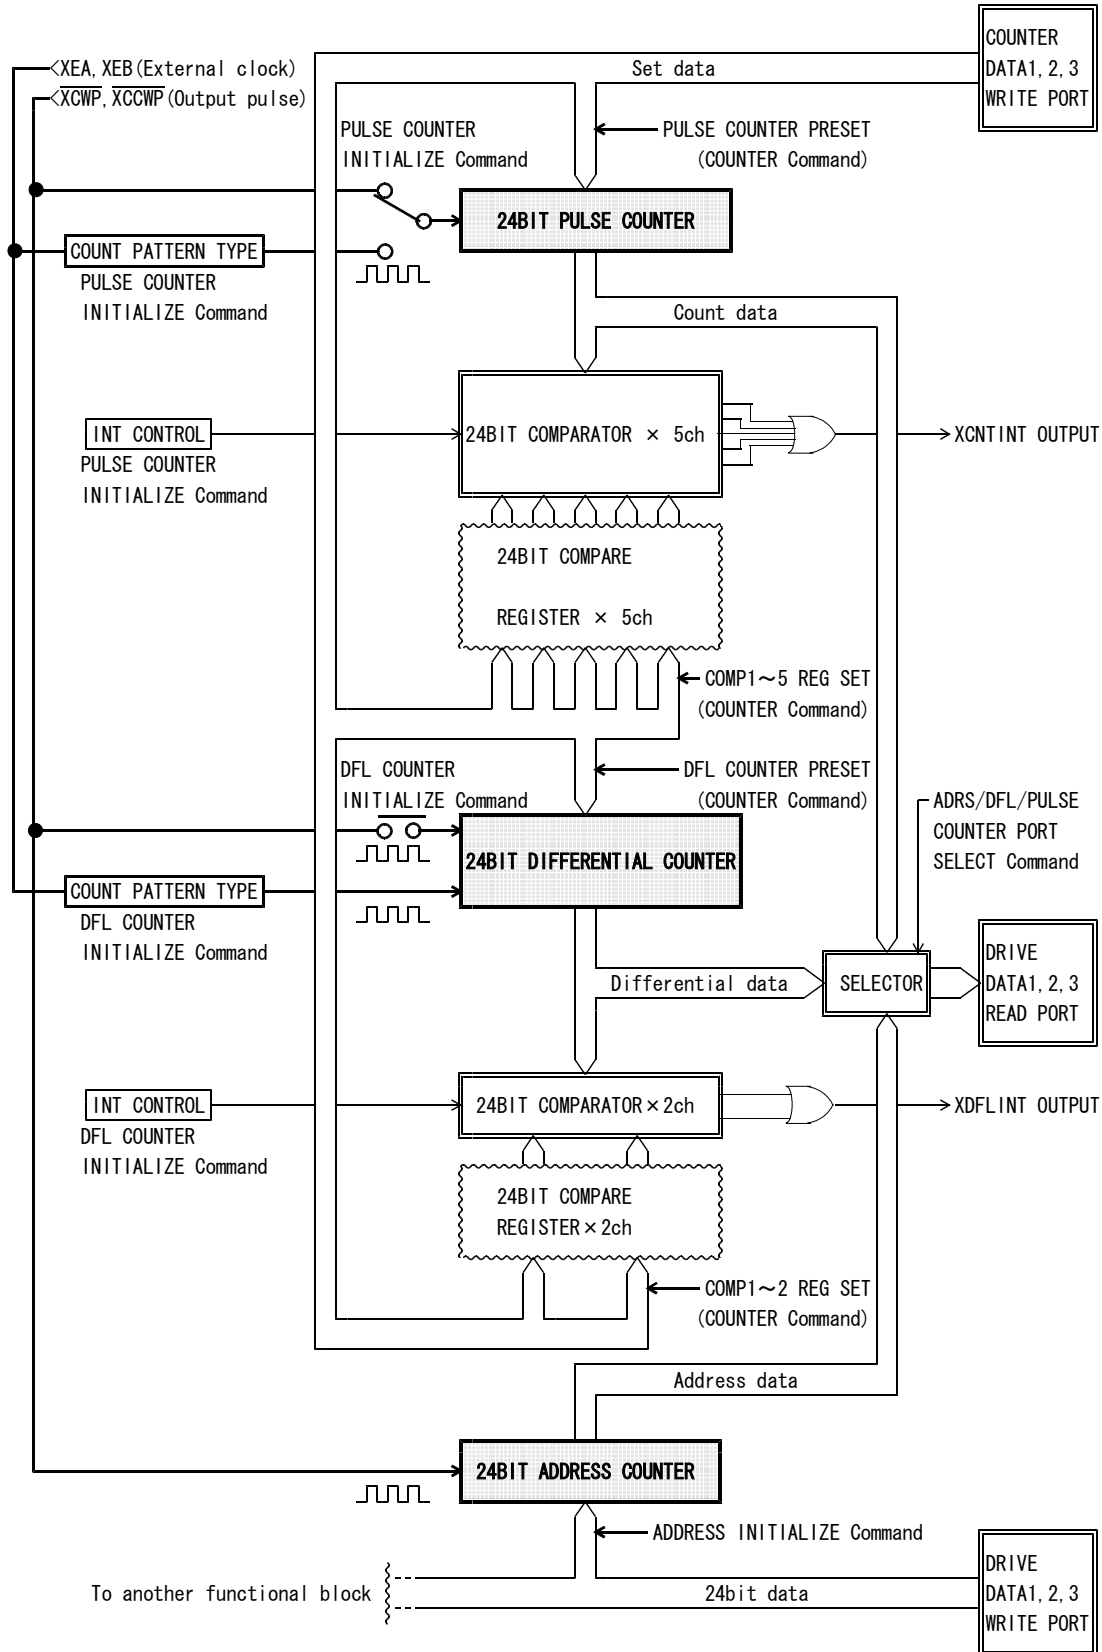 COUNTER
DATA1, 2, 3
WRITE PORT
XEA, XEB(External clock)
Set data
XCWP, XCCWP(Output pulse)
PULSE COUNTER
INITIALIZE Command
PULSE COUNTER PRESET
(COUNTER Command)
24BIT PULSE COUNTER
COUNT PATTERN TYPE
PULSE COUNTER
INITIALIZE Command
Count data
INT CONTROL
PULSE COUNTER
INITIALIZE Command
24BIT COMPARATOR × 5ch
XCNTINT OUTPUT
24BIT COMPARE
REGISTER × 5ch
COMP1～5 REG SET
(COUNTER Command)
DFL COUNTER
INITIALIZE Command
DFL COUNTER PRESET
(COUNTER Command)
ADRS/DFL/PULSE
COUNTER PORT
SELECT Command
24BIT DIFFERENTIAL COUNTER
COUNT PATTERN TYPE
DFL COUNTER
INITIALIZE Command
Differential data
SELECTOR
DRIVE
DATA1, 2, 3
READ PORT
INT CONTROL
DFL COUNTER
INITIALIZE Command
24BIT COMPARATOR×2ch
XDFLINT OUTPUT
24BIT COMPARE
REGISTER×2ch
COMP1～2 REG SET
(COUNTER Command)
Address data
24BIT ADDRESS COUNTER
ADDRESS INITIALIZE Command
To another functional block
24bit data
DRIVE
DATA1, 2, 3
WRITE PORT